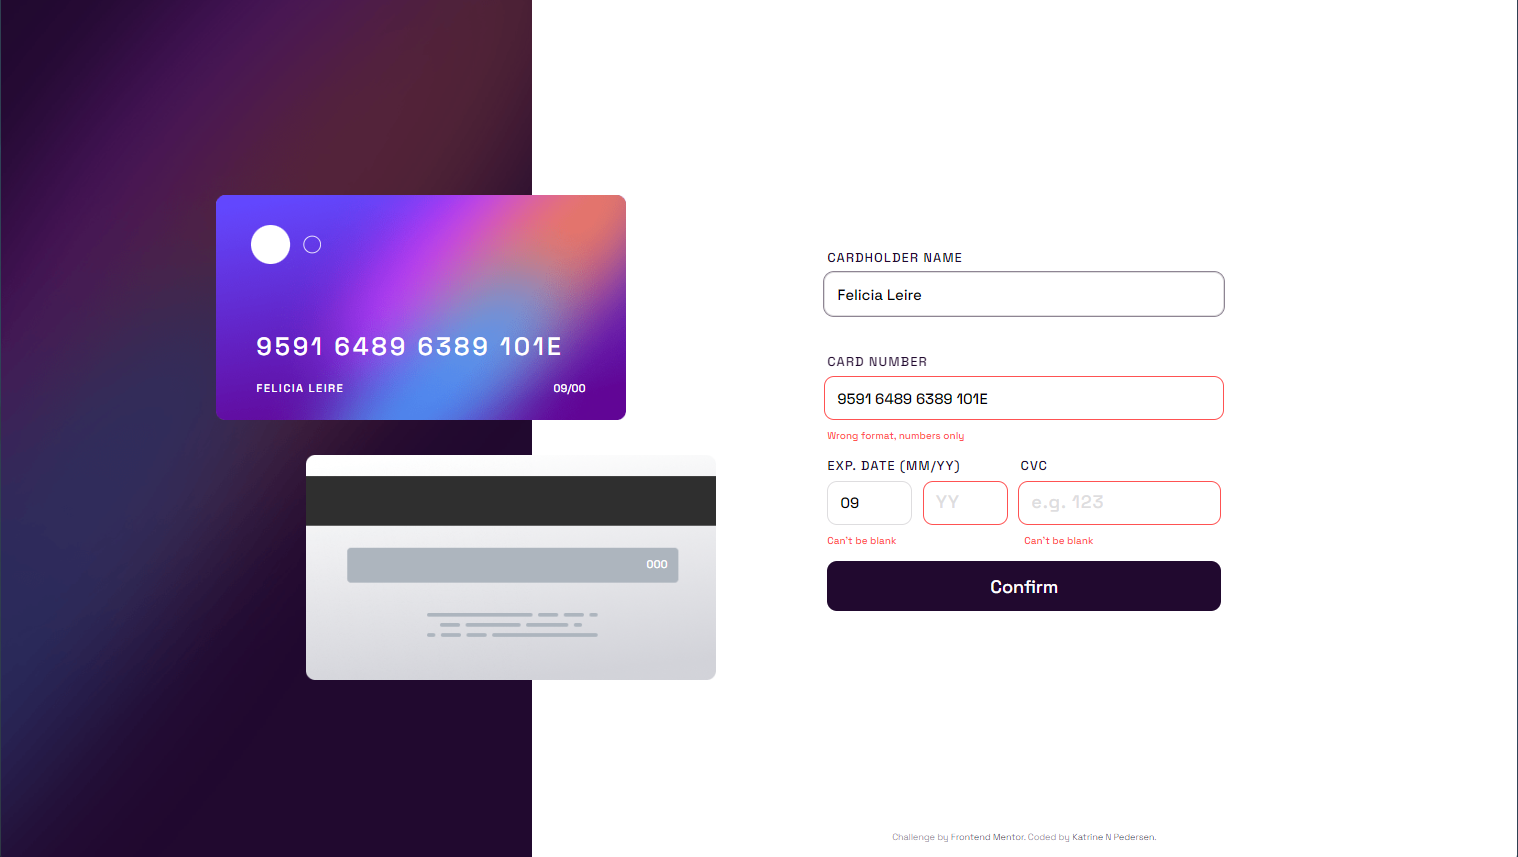 9591 6489 6389 101E
FELICIA LEIRE 09/00
000
CARDHOLDER NAME
Felicia Leire
CARD NUMBER
9591 6489 6389 101E
Wrong format, numbers only
EXP. DATE (MM/YY) CVC
09 YY e.g. 123
Can't be blank Can't be blank
Confirm
Challenge by Frontend Mentor. Coded by Katrine N Pedersen.